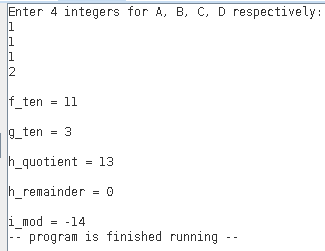 Enter 4 integers for A, B, C, D respectively:
1
1
1
2
f_ten = 11
g_ten = 3
h_quotient = 13
h_remainder = 0
i_mod = -14
-- program is finished running --